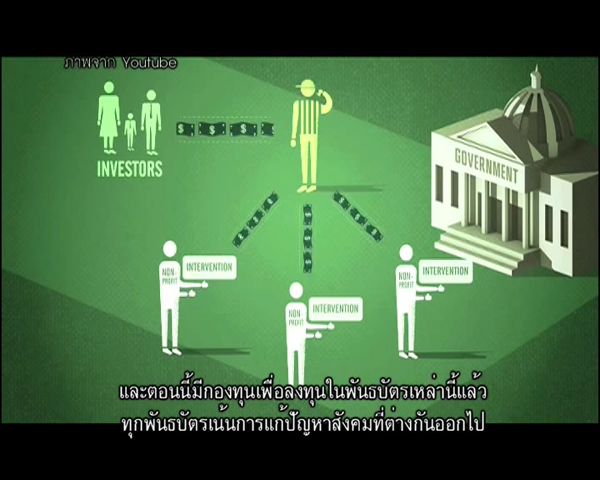 ภาพจาก Youtube
INVESTORS
GOVERNMENT
NON-
PROFIT
INTERVENTION
NON-
PROFIT
INTERVENTION
NON-
PROFIT
INTERVENTION
และตอนนี้มีกองทุนเพื่อลงทุนในพันธบัตรเหล่านี้แล้ว
ทุกพันธบัตรเน้นการแก้ปัญหาสังคมที่ต่างกันออกไป